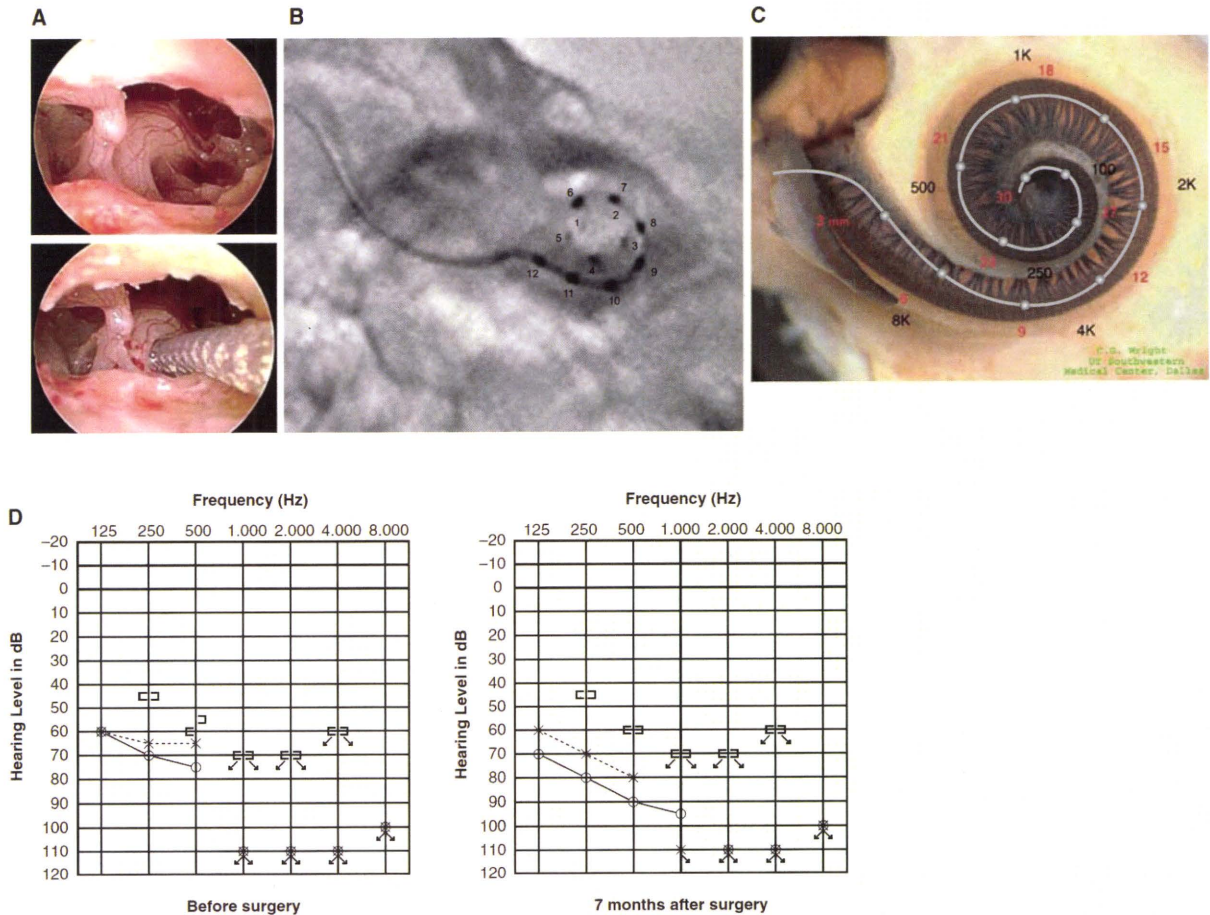 A
B
C
6
7
1
2
8
5
3
4
9
12
11
10
1K
18
21
15
100
500
2K
30
27
3 mm
24
250
12
6
8K
9
4K
C.G. Wright
UT Southwestern
Medical Center, Dallas
D
Frequency (Hz)
125 250 500 1.000 2.000 4.000 8.000
Hearing Level in dB
−20
−10
0
10
20
30
40
50
60
70
80
90
100
110
120
Before surgery
Frequency (Hz)
125 250 500 1.000 2.000 4.000 8.000
Hearing Level in dB
−20
−10
0
10
20
30
40
50
60
70
80
90
100
110
120
7 months after surgery